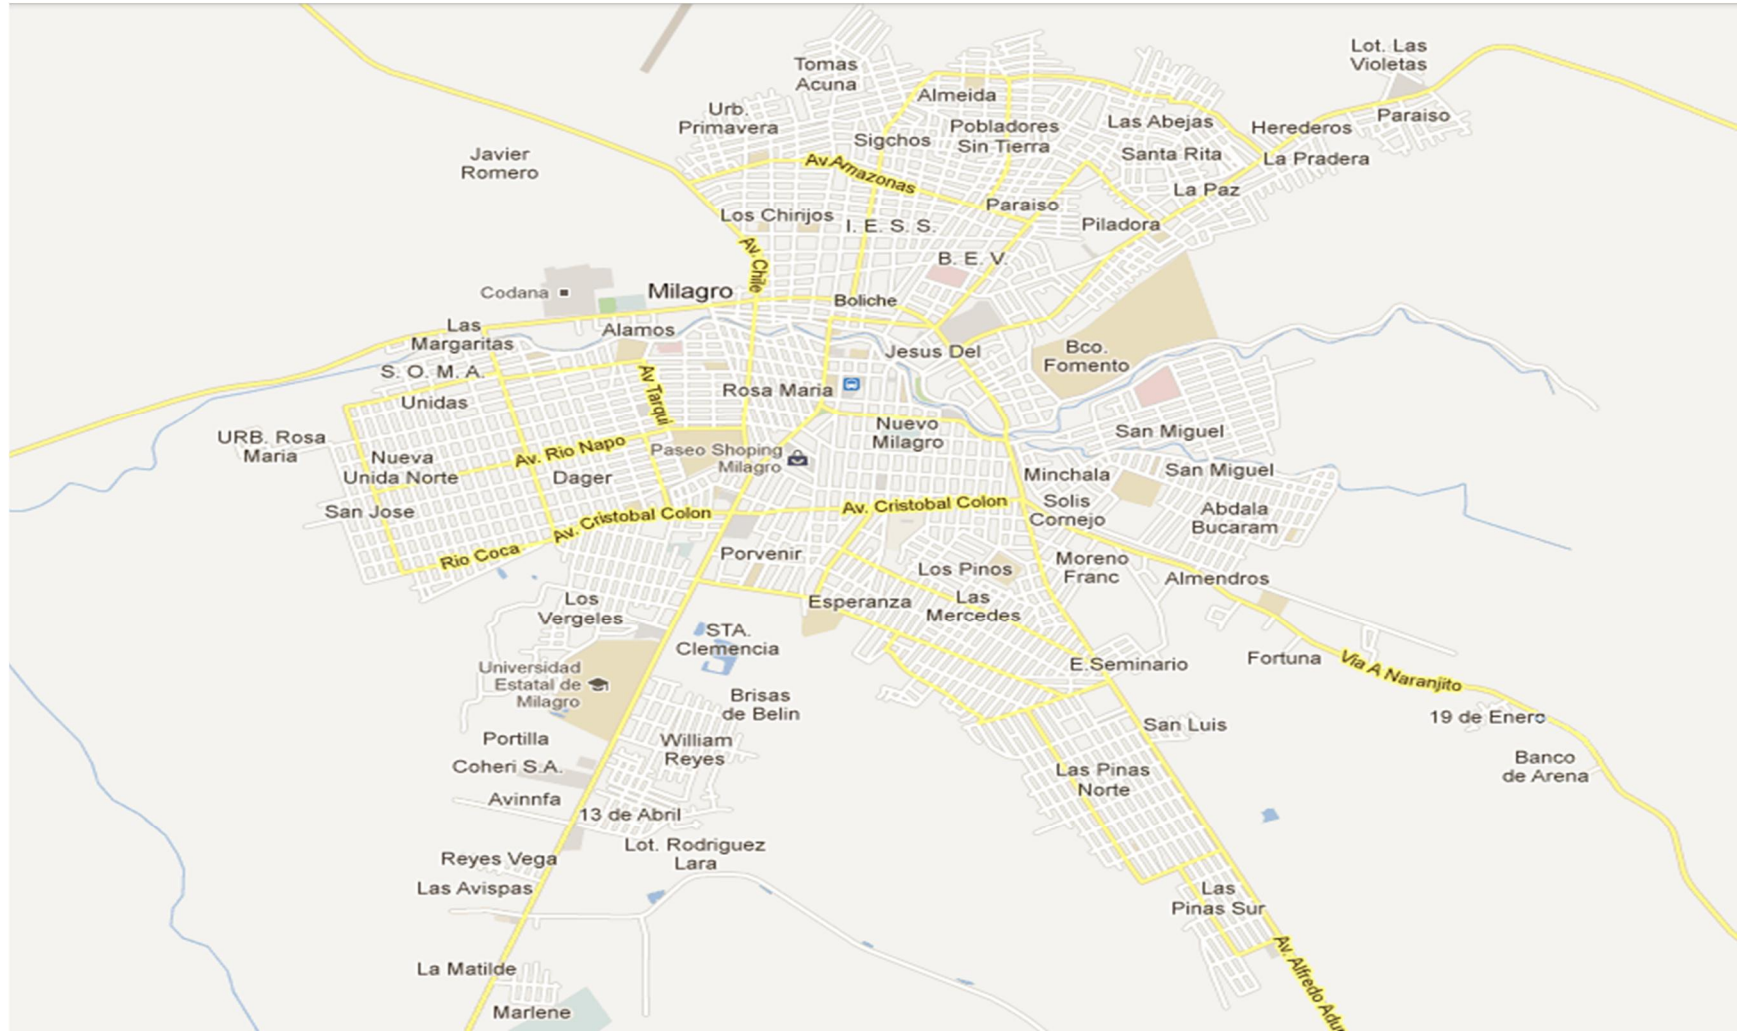 Lot. Las
Violetas
Tomas
Acuna
Almeida
Urb.
Primavera
Paraiso
Las Abejas
Herederos
Pobladores
Sin Tierra
Sigchos
Javier
Romero
Santa Rita
La Pradera
Av Amazonas
La Paz
Paraiso
Los Chirijos
I. E. S. S.
Piladora
Av. Chile
B. E. V.
Codana
Milagro
Boliche
Las
Margaritas
Alamos
Jesus Del
Bco.
Fomento
S. O. M. A.
Av Tarqui
Rosa Maria
Unidas
Nuevo
Milagro
San Miguel
URB. Rosa
Maria
Av. Rio Napo
Paseo Shoping
Milagro
Nueva
Unida Norte
Dager
Minchala
San Miguel
San Jose
Av. Cristobal Colon
Av. Cristobal Colon
Solis
Cornejo
Abdala
Bucaram
Rio Coca
Porvenir
Los Pinos
Moreno
Franc
Almendros
Los
Vergeles
Esperanza
Las
Mercedes
STA.
Clemencia
Universidad
Estatal de
Milagro
E.Seminario
Fortuna
Via A Naranjito
Brisas
de Belin
San Luis
19 de Enero
Portilla
William
Reyes
Coheri S.A.
Las Pinas
Norte
Banco
de Arena
Avinnfa
13 de Abril
Reyes Vega
Lot. Rodriguez
Lara
Las Avispas
Las
Pinas Sur
La Matilde
Av. Alfredo Adu
Marlene